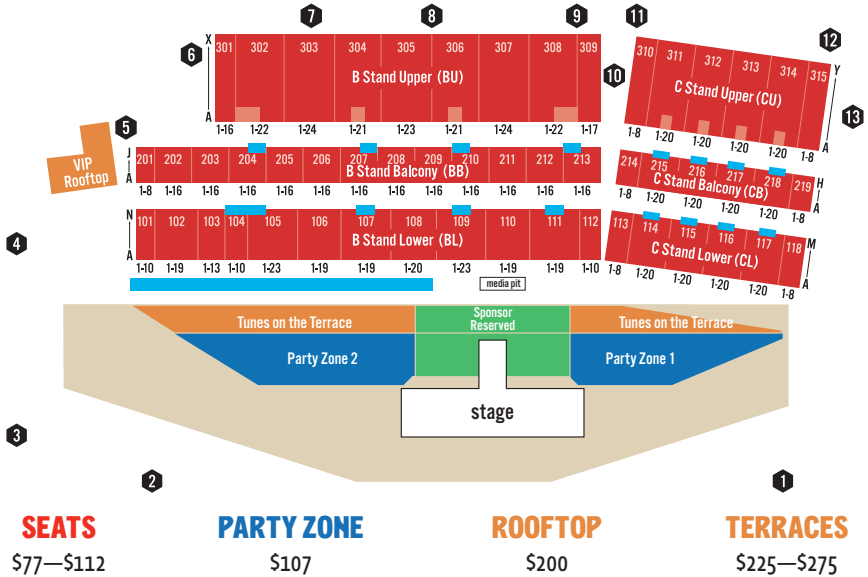 7
8
9
11
12
6
10
13
5
4
3
2
1
X
A
301 302 303 304 305 306 307 308 309
B Stand Upper (BU)
1-16 1-22 1-24 1-21 1-23 1-21 1-24 1-17
310 311 312 313 314 315
C Stand Upper (CU)
Y
A
1-8 1-20 1-20 1-20 1-20 1-8
VIP
Rooftop
J
A
201 202 203 204 205 206 207 208 209 210 211 212 213
B Stand Balcony (BB)
1-8 1-16 1-16 1-16 1-16 1-16 1-16 1-16 1-16 1-16 1-16 1-16 1-16
214 215 216 217 218 219
C Stand Balcony (CB)
H
A
1-8 1-20 1-20 1-20 1-20 1-8
N
A
101 102 103 104 105 106 107 108 109 110 111 112
B Stand Lower (BL)
1-10 1-19 1-13 1-10 1-23 1-19 1-19 1-20 1-23 1-19 1-19 1-10
113 114 115 116 117 118
C Stand Lower (CL)
M
A
1-8 1-20 1-20 1-20 1-20 1-8
media pit
Tunes on the Terrace
Sponsor
Reserved
Tunes on the Terrace
Party Zone 2
Party Zone 1
stage
SEATS
$77—$112
PARTY ZONE
$107
ROOFTOP
$200
TERRACES
$225—$275